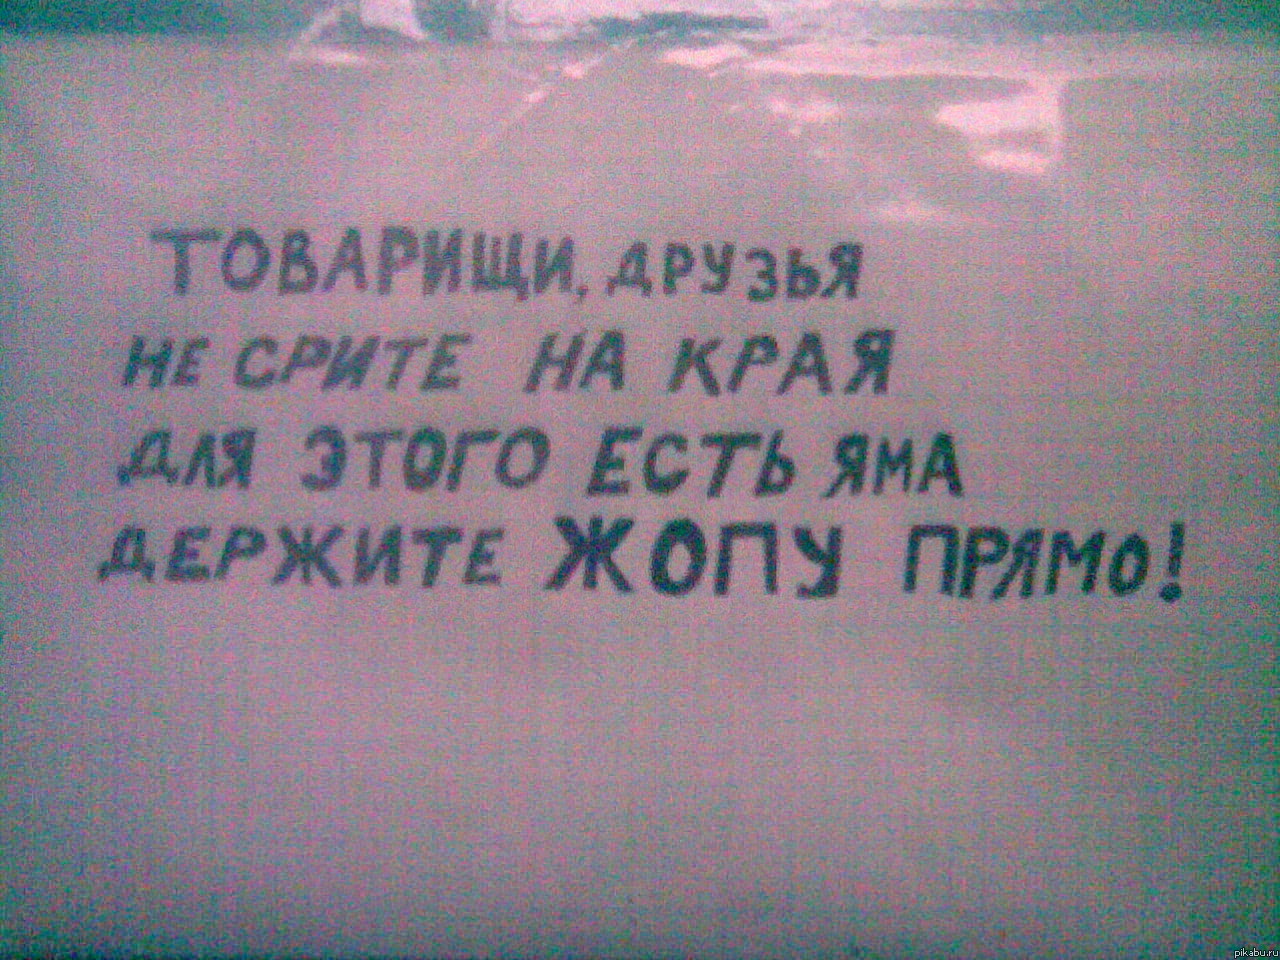 ТОВАРИЩИ, ДРУЗЬЯ
НЕ СРИТЕ НА КРАЯ
ДЛЯ ЭТОГО ЕСТЬ ЯМА
ДЕРЖИТЕ ЖОПУ ПРЯМО!
pikabu.ru